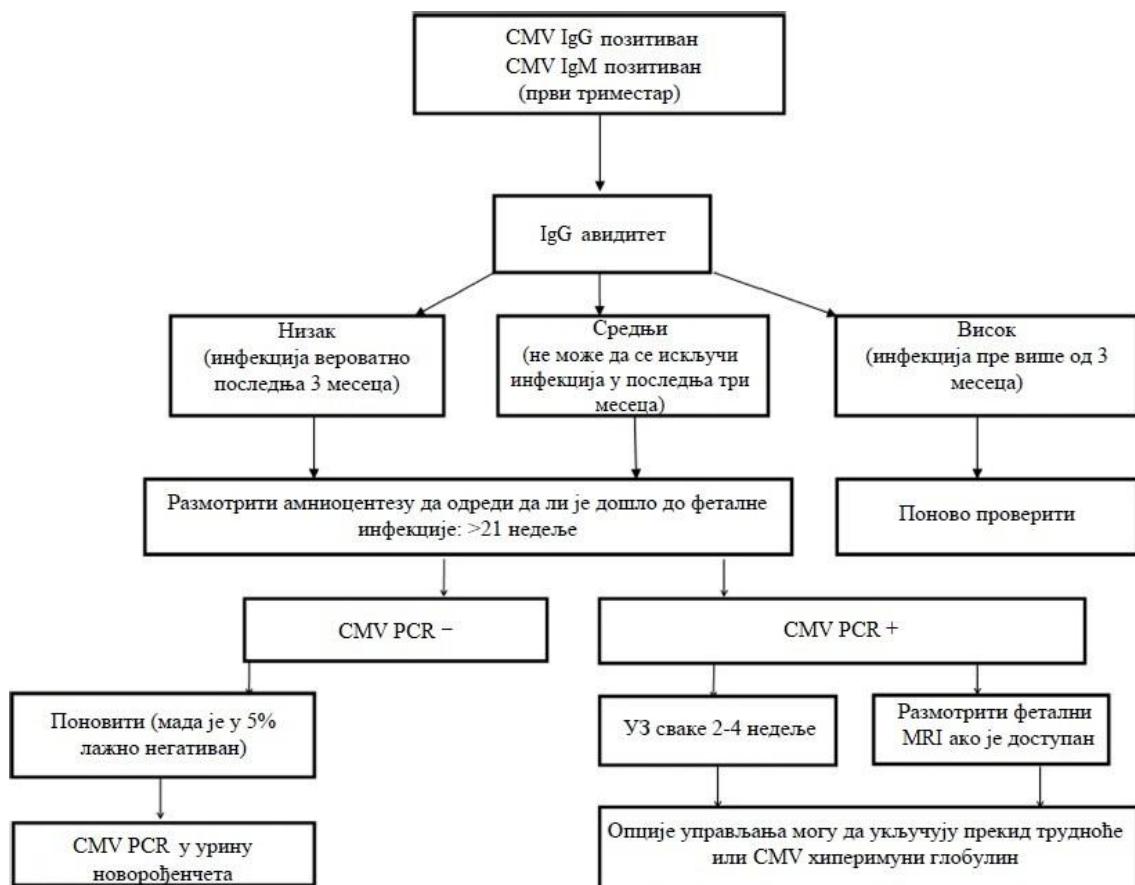 CMV IgG позитиван
CMV IgM позитиван
(први триместар)
IgG авидитет
Низак
(инфекција вероватно
последња 3 месеца)
Средњи
(не може да се искључи
инфекција у последња три
месеца)
Висок
(инфекција пре више од 3
месеца)
Размотрити амниоцентезу да одреди да ли је дошло до феталне
инфекције: >21 недеље
Поново проверити
CMV PCR −
CMV PCR +
Поновити (мада је у 5%
лажно негативан)
УЗ сваке 2-4 недеље
Размотрити фетални
MRI ако је доступан
CMV PCR у урину
новорођенчета
Опције управљања могу да укључују прекид трудноће
или CMV хиперимуни глобулин